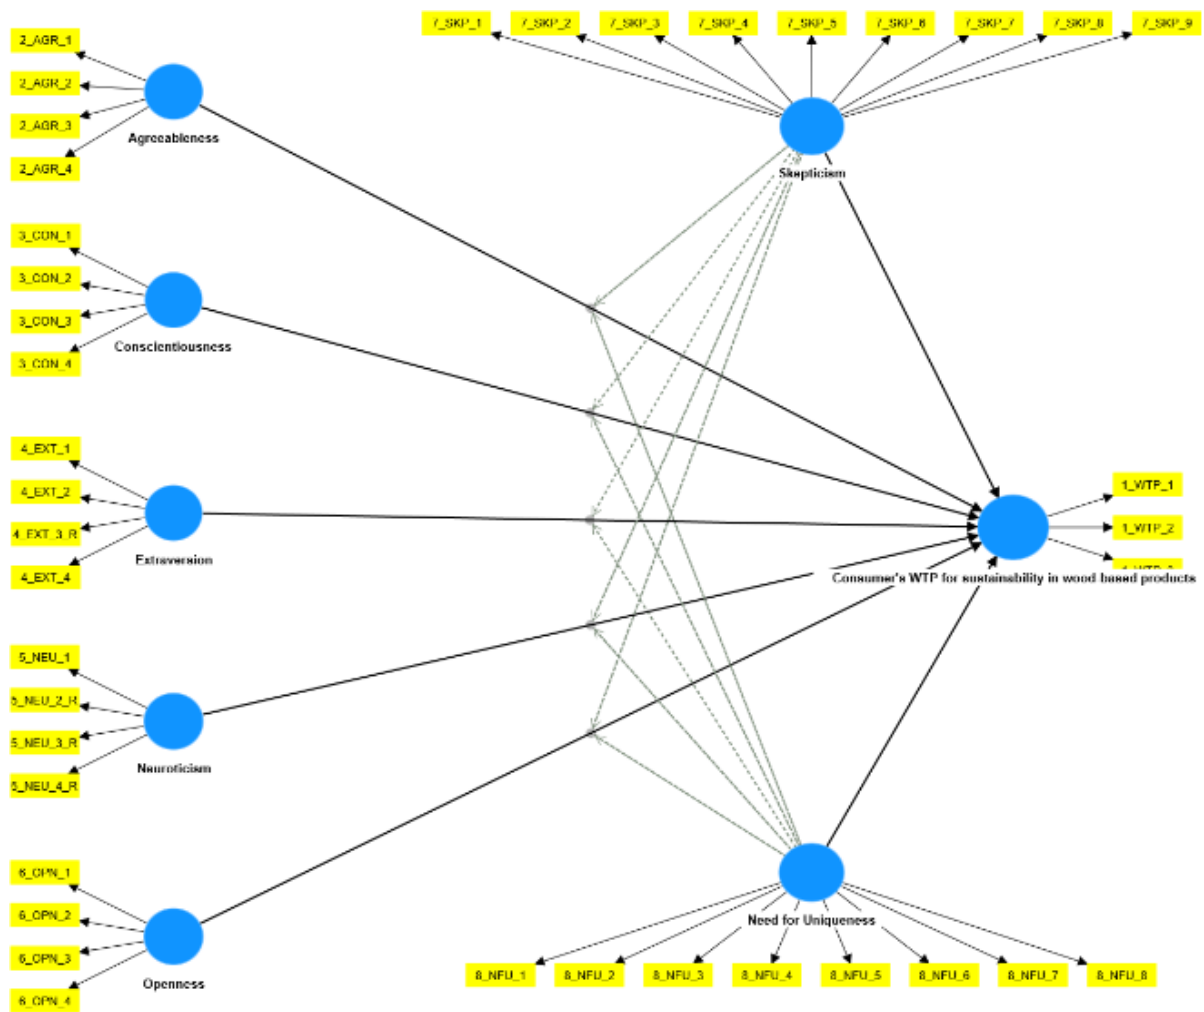 7_SKP_1
7_SKP_2
7_SKP_3
7_SKP_4
7_SKP_5
7_SKP_6
7_SKP_7
7_SKP_8
7_SKP_9
2_AGR_1
2_AGR_2
2_AGR_3
2_AGR_4
Agreeableness
Skepticism
3_CON_1
3_CON_2
3_CON_3
3_CON_4
Conscientiousness
4_EXT_1
4_EXT_2
4_EXT_3_R
4_EXT_4
Extraversion
1_WTP_1
1_WTP_2
Consumer's WTP for sustainability in wood based products
5_NEU_1
5_NEU_2_R
5_NEU_3_R
5_NEU_4_R
Neuroticism
6_OPN_1
6_OPN_2
6_OPN_3
6_OPN_4
Openness
Need for Uniqueness
8_NFU_1
8_NFU_2
8_NFU_3
8_NFU_4
8_NFU_5
8_NFU_6
8_NFU_7
8_NFU_8